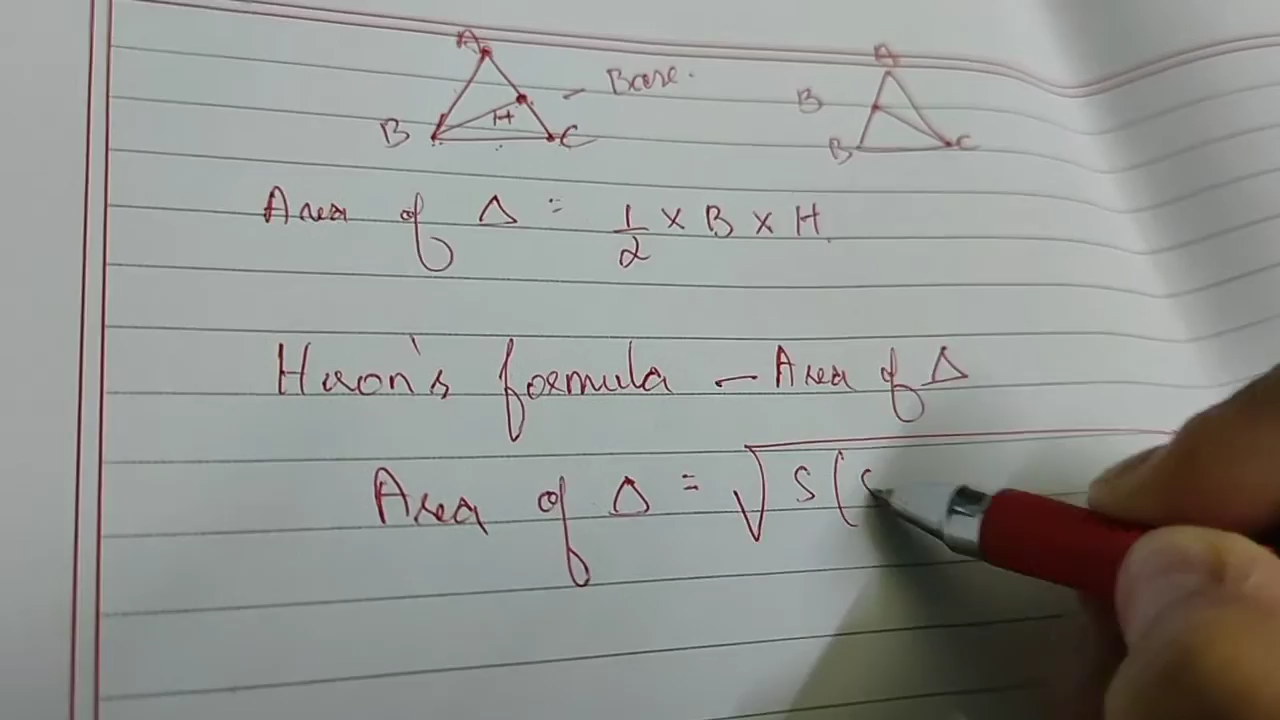 A
B H C
Base.
A
B
B C
Area of Δ = 1/2 × B × H
Heron's formula – Area of Δ
Area of Δ = √S(S